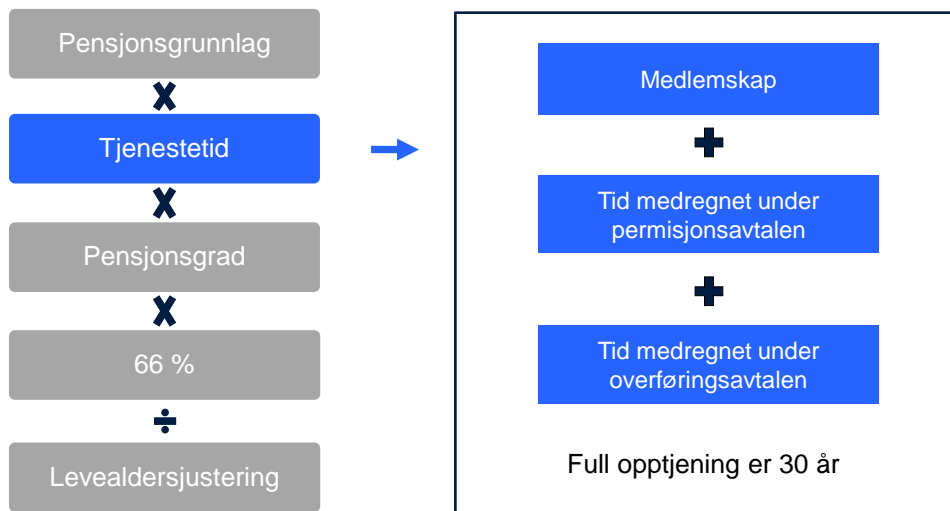 Pensjonsgrunnlag
Tjenestetid
Pensjonsgrad
66 %
÷
Levealdersjustering
Medlemskap
Tid medregnet under
permisjonsavtalen
Tid medregnet under
overføringsavtalen
Full opptjening er 30 år